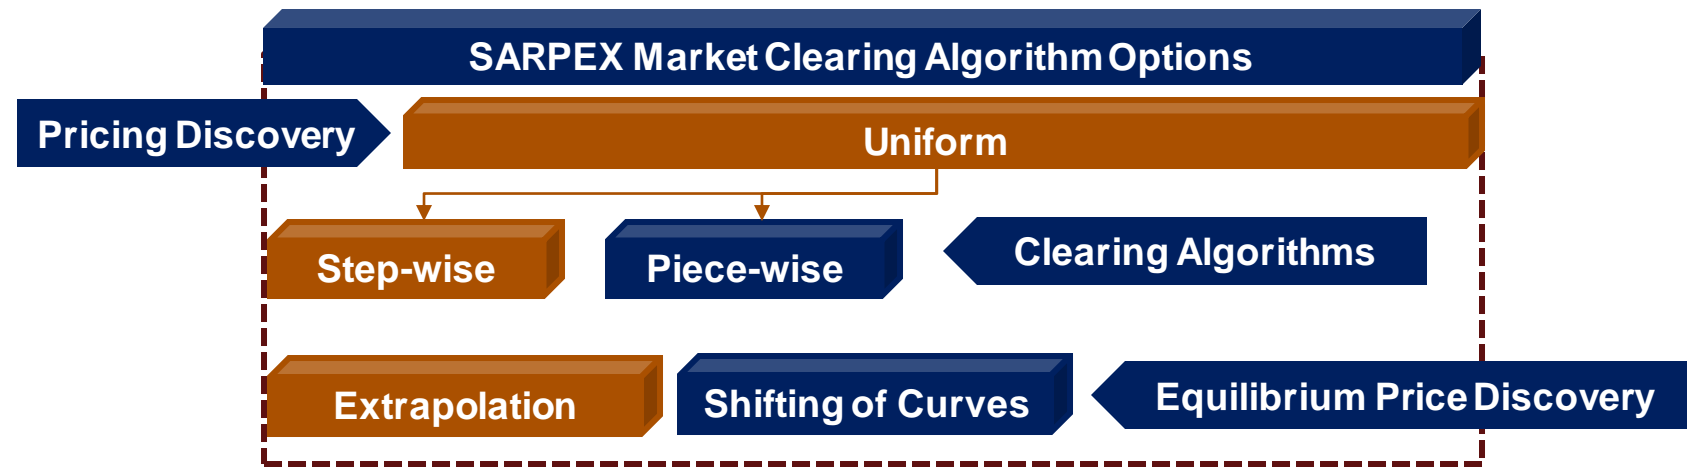 SARPEX Market Clearing Algorithm Options
Pricing Discovery
Uniform
Step-wise
Piece-wise
Clearing Algorithms
Extrapolation
Shifting of Curves
Equilibrium Price Discovery